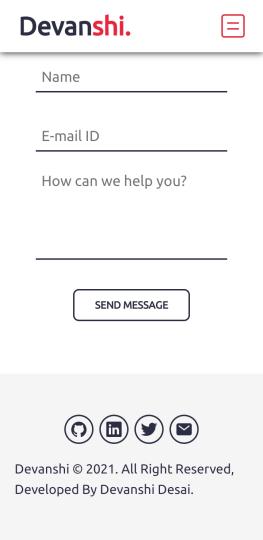 Devanshi.
Name
E-mail ID
How can we help you?
SEND MESSAGE
Devanshi © 2021. All Right Reserved,
Developed By Devanshi Desai.